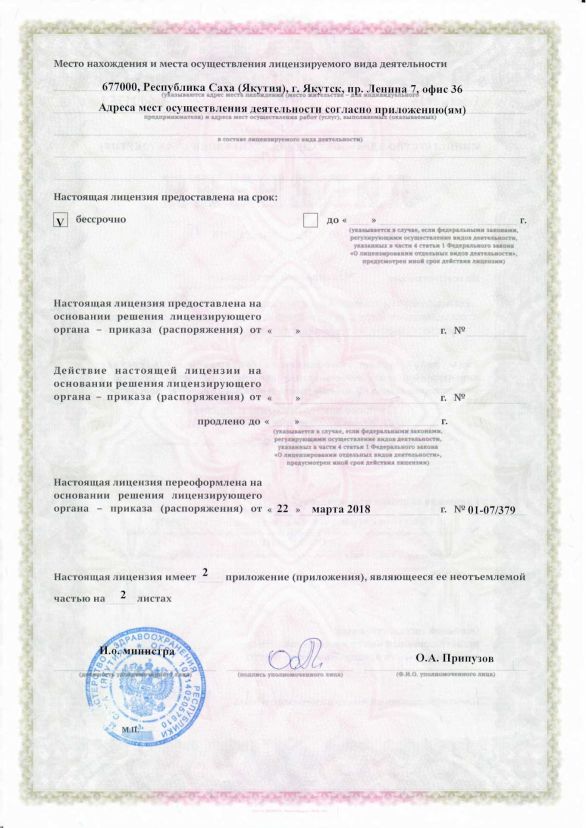 Место нахождения и места осуществления лицензируемого вида деятельности
677000, Республика Саха (Якутия), г. Якутск, пр. Ленина 7, офис 36
(указываются адрес места нахождения (место жительства – для индивидуального
Адреса мест осуществления деятельности согласно приложению(ям)
предпринимателя) и адреса мест осуществления работ (услуг), выполняемых (оказываемых)
в составе лицензируемого вида деятельности)
Настоящая лицензия предоставлена на срок:
V бессрочно до « » г.
(указывается в случае, если федеральными законами,
регулирующими осуществление видов деятельности,
указанных в части 4 статьи 1 Федерального закона
«О лицензировании отдельных видов деятельности»,
предусмотрен иной срок действия лицензии)
Настоящая лицензия предоставлена на
основании решения лицензирующего
органа – приказа (распоряжения) от « » г. №
Действие настоящей лицензии на
основании решения лицензирующего
органа – приказа (распоряжения) от « » г. №
продлено до « » г.
(указывается в случае, если федеральными законами,
регулирующими осуществление видов деятельности,
указанных в части 4 статьи 1 Федерального закона
«О лицензировании отдельных видов деятельности»,
предусмотрен иной срок действия лицензии)
Настоящая лицензия переоформлена на
основании решения лицензирующего
органа – приказа (распоряжения) от « 22 » марта 2018 г. № 01-07/379
Настоящая лицензия имеет 2 приложение (приложения), являющееся ее неотъемлемой
частью на 2 листах
И.о. министра О.А. Припузов
(должность уполномоченного лица) (подпись уполномоченного лица) (Ф.И.О. уполномоченного лица)
М.П.